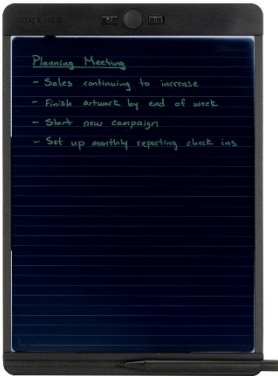 Planning Meeting
- Sales continuing to increase
- Finish artwork by end of week
- Start new campaign
- Set up monthly reporting check ins